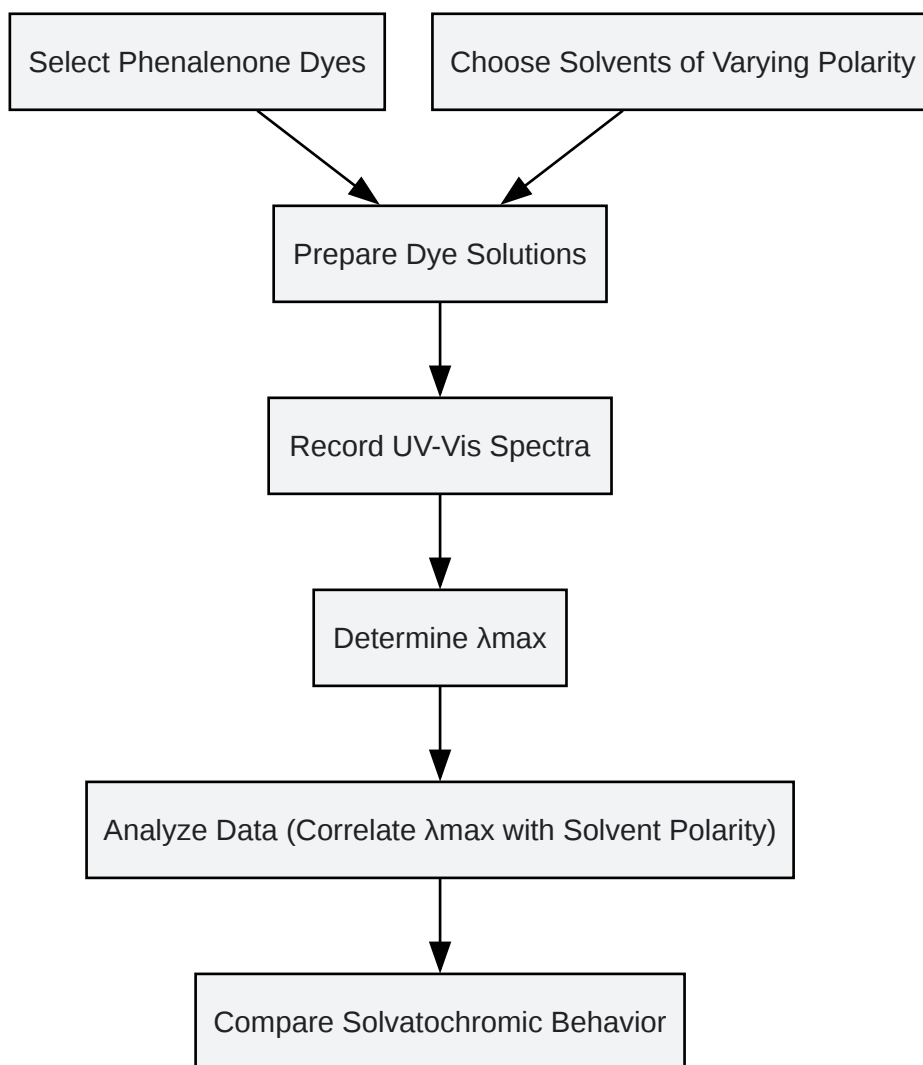 Select Phenalenone Dyes
Choose Solvents of Varying Polarity
Prepare Dye Solutions
Record UV-Vis Spectra
Determine λmax
Analyze Data (Correlate λmax with Solvent Polarity)
Compare Solvatochromic Behavior